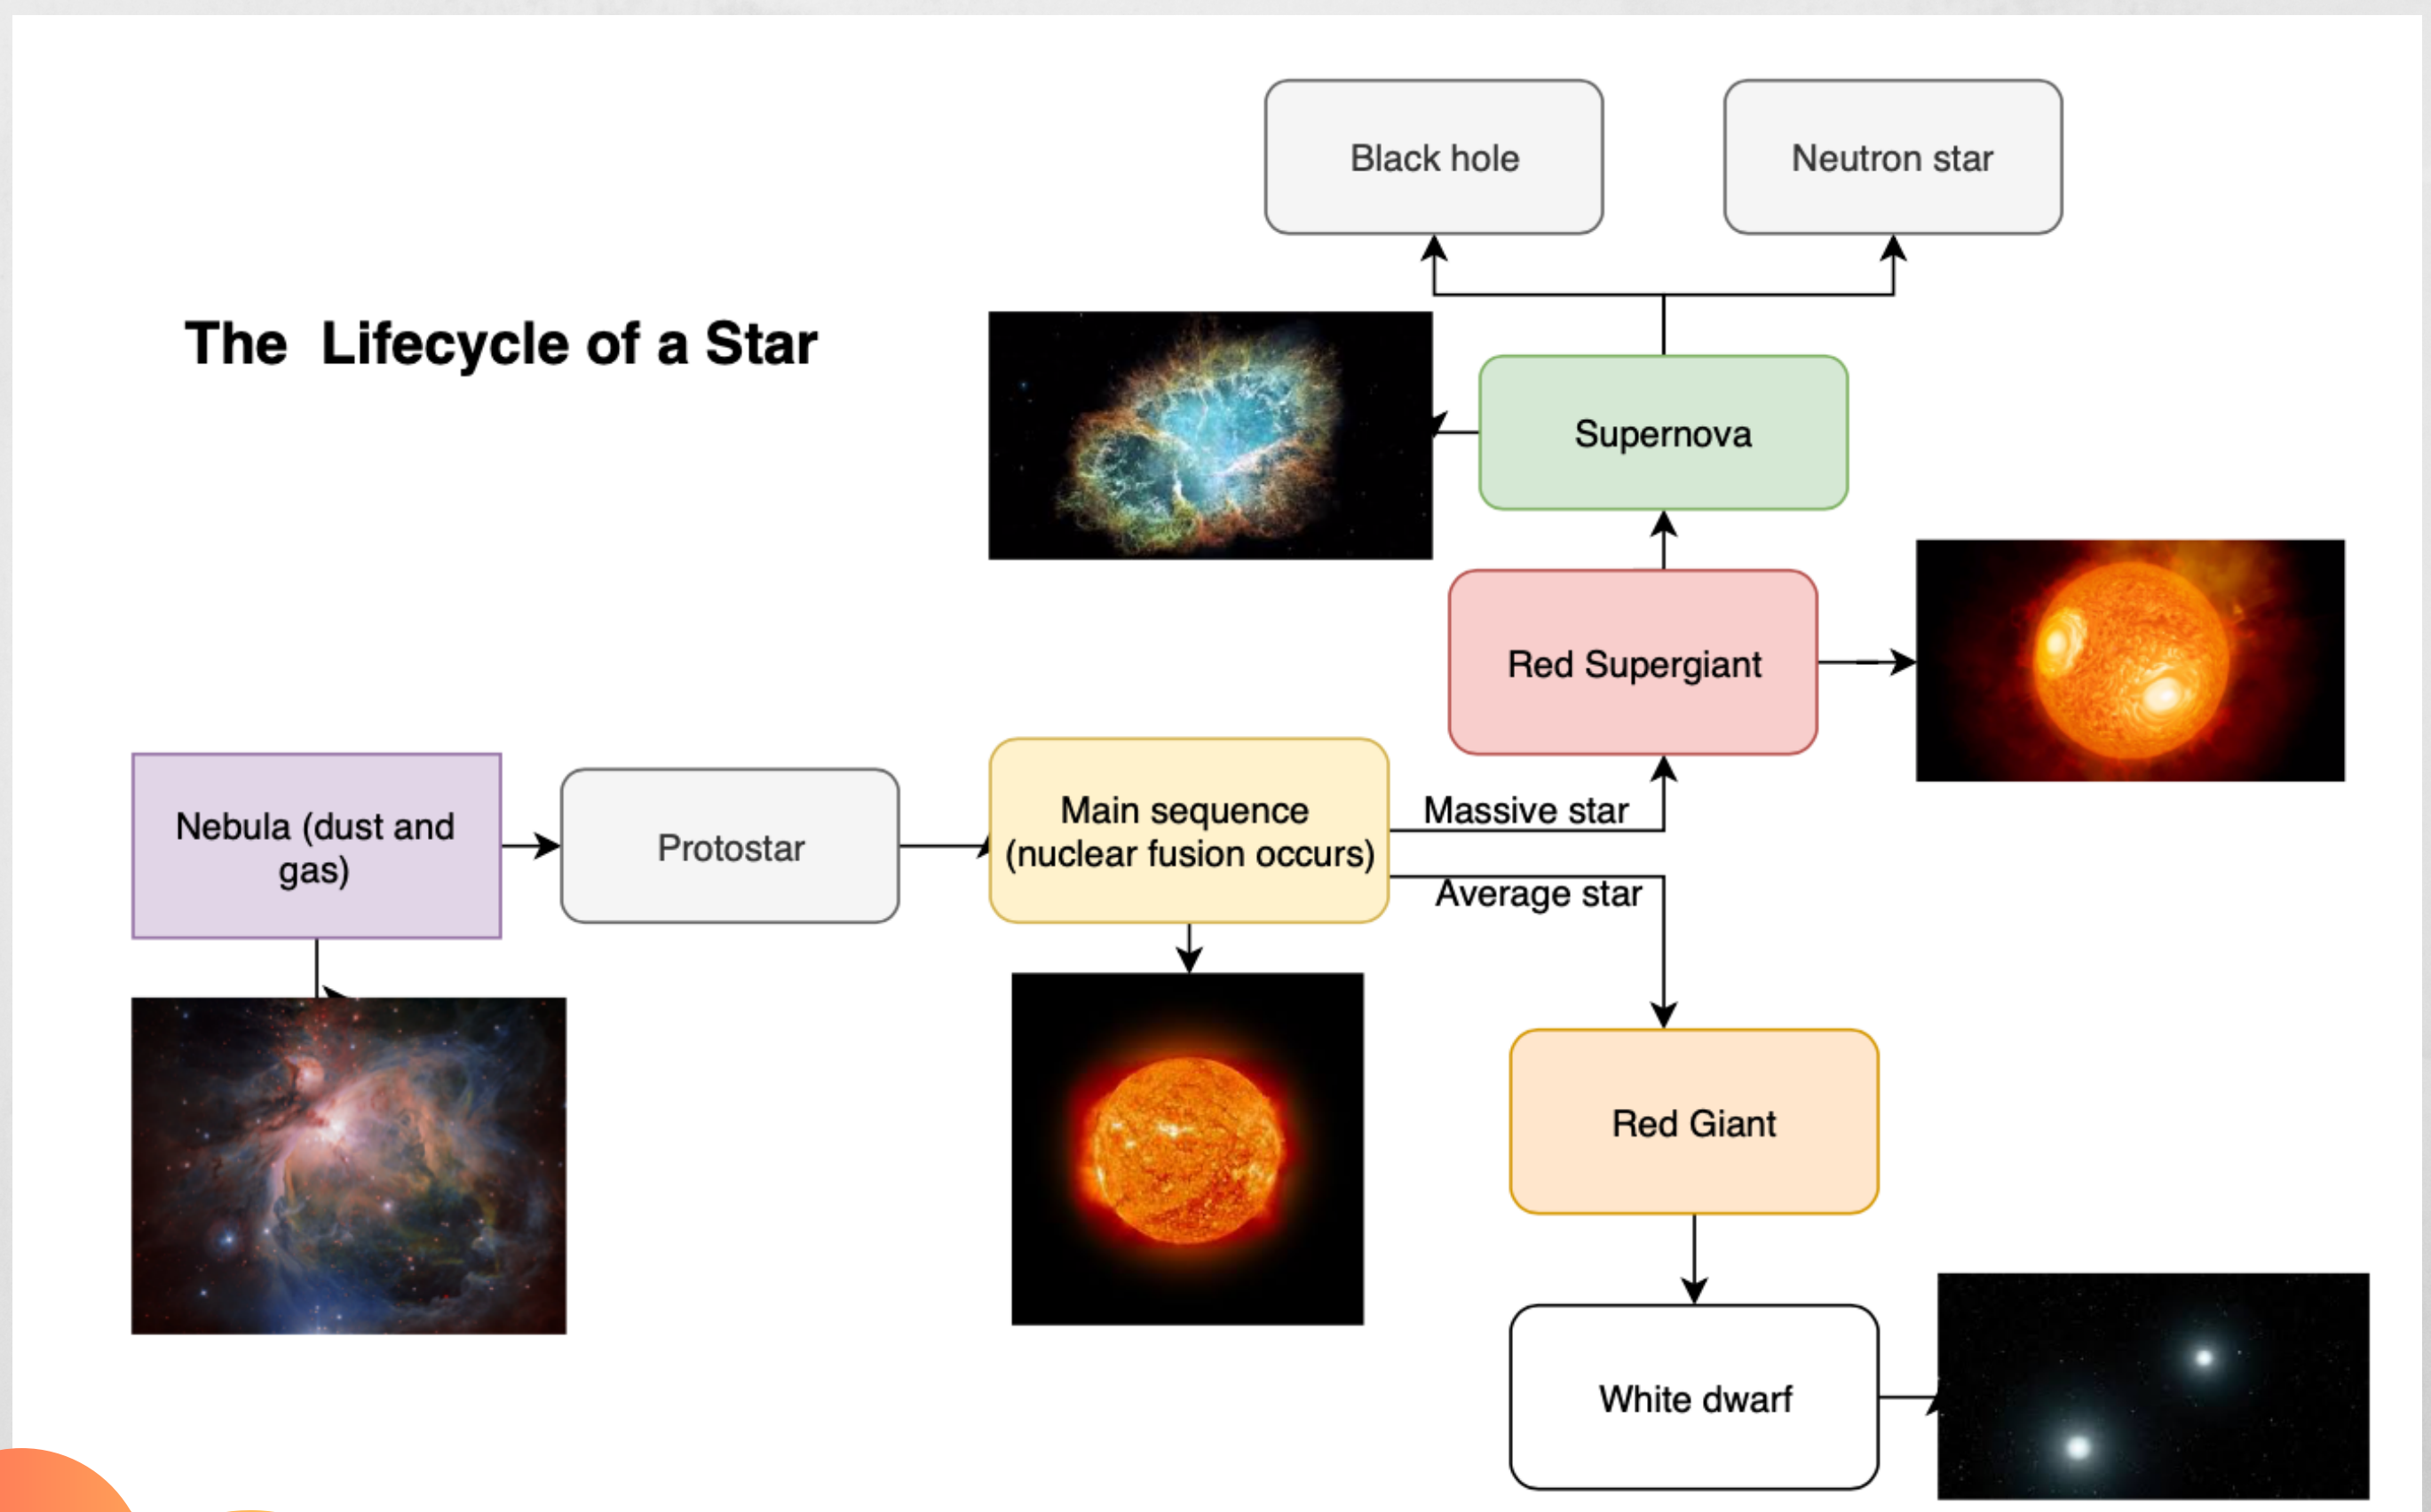 Black hole
Neutron star
The Lifecycle of a Star
Supernova
Red Supergiant
Nebula (dust and
gas)
Protostar
Main sequence
(nuclear fusion occurs)
Massive star
Average star
Red Giant
White dwarf